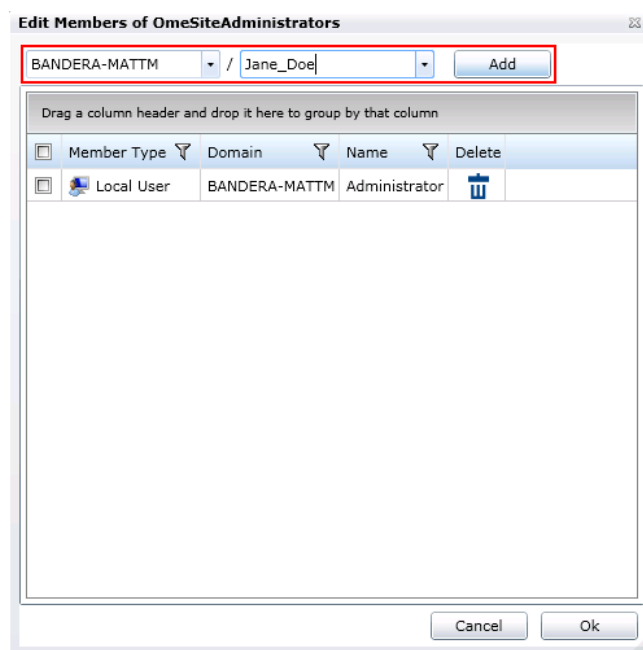 Edit Members of OmeSiteAdministrators
BANDERA-MATTM / Jane_Doe Add
Drag a column header and drop it here to group by that column
Member Type Domain Name Delete
Local User BANDERA-MATTM Administrator
Cancel Ok